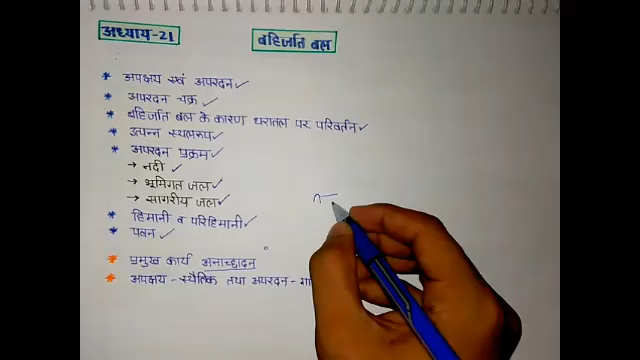 अध्याय-21
बहिर्जात बल
* अपक्षय एवं अपरदन ✓
* अपरदन चक्र ✓
* बहिर्जात बल के कारण धरातल पर परिवर्तन ✓
* उत्पन्न स्थलरूप ✓
* अपरदन प्रक्रम ✓
→ नदी ✓
→ भूमिगत जल ✓
→ सागरीय जल ✓
* हिमानी व परिहिमानी ✓
* पवन ✓
* प्रमुख कार्य अनाच्छादन
* अपक्षय - स्थैतिक तथा अपरदन - गा